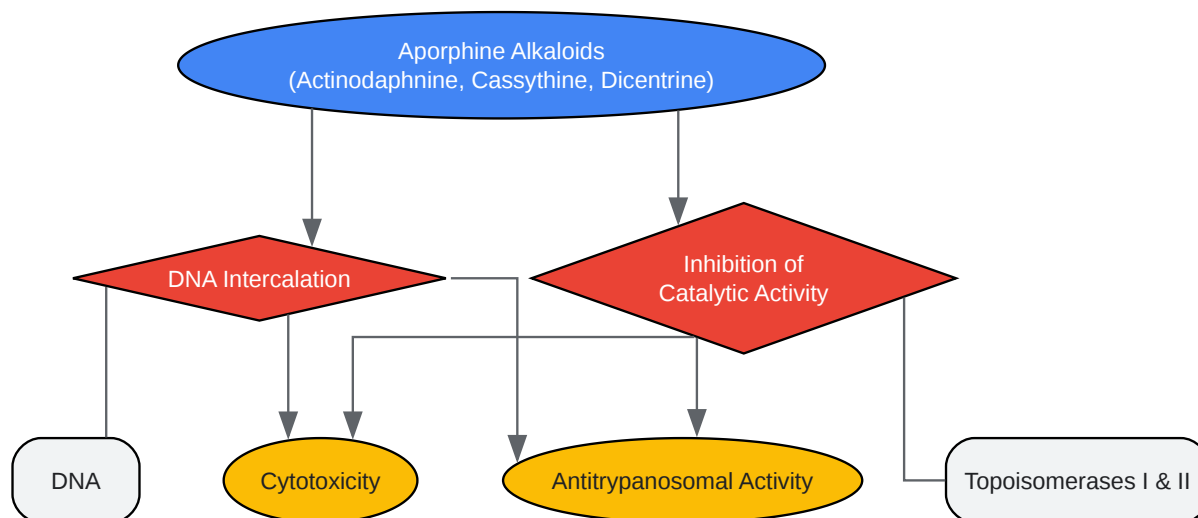 Aporphine Alkaloids
(Actinodaphnine, Cassythine, Dicentrine)
DNA Intercalation
Inhibition of
Catalytic Activity
DNA
Cytotoxicity
Antitrypanosomal Activity
Topoisomerases I & II